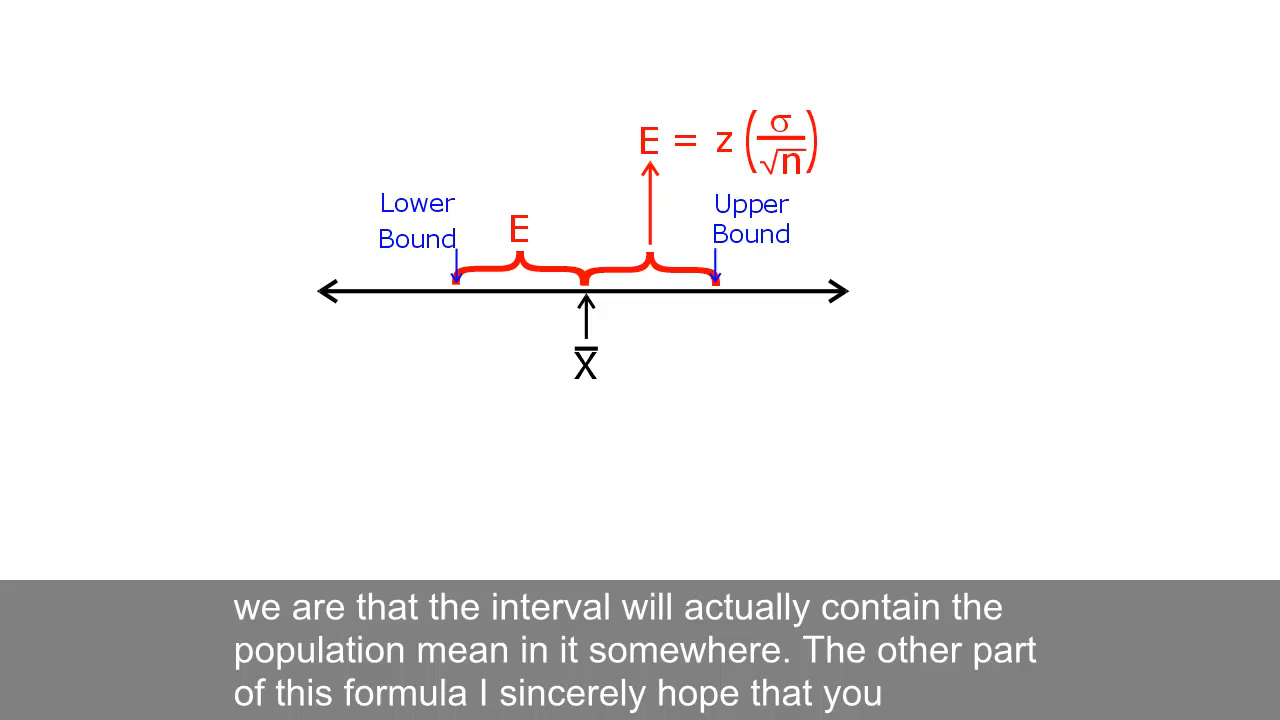 E = z (σ/√n)
Lower
Bound
E
Upper
Bound
X̅
we are that the interval will actually contain the
population mean in it somewhere. The other part
of this formula I sincerely hope that you